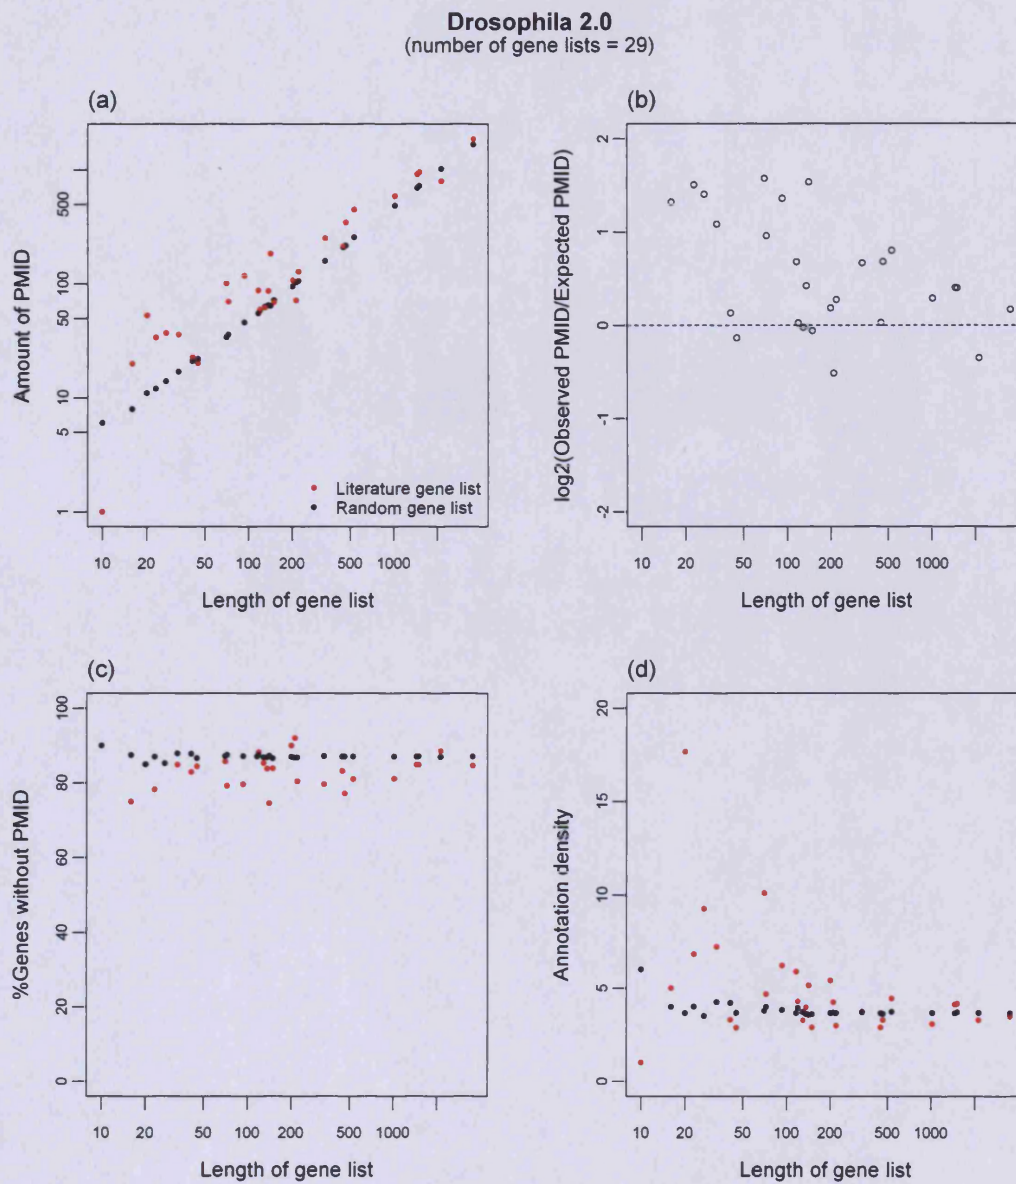 Drosophila 2.0
(number of gene lists = 29)
(a)
Amount of PMID
500
100
50
10
5
1
Literature gene list
Random gene list
10 20 50 100 200 500 1000
Length of gene list
(b)
log2(Observed PMID/Expected PMID)
2
1
0
-1
-2
10 20 50 100 200 500 1000
Length of gene list
(c)
%Genes without PMID
100
80
60
40
20
0
10 20 50 100 200 500 1000
Length of gene list
(d)
Annotation density
20
15
10
5
0
10 20 50 100 200 500 1000
Length of gene list